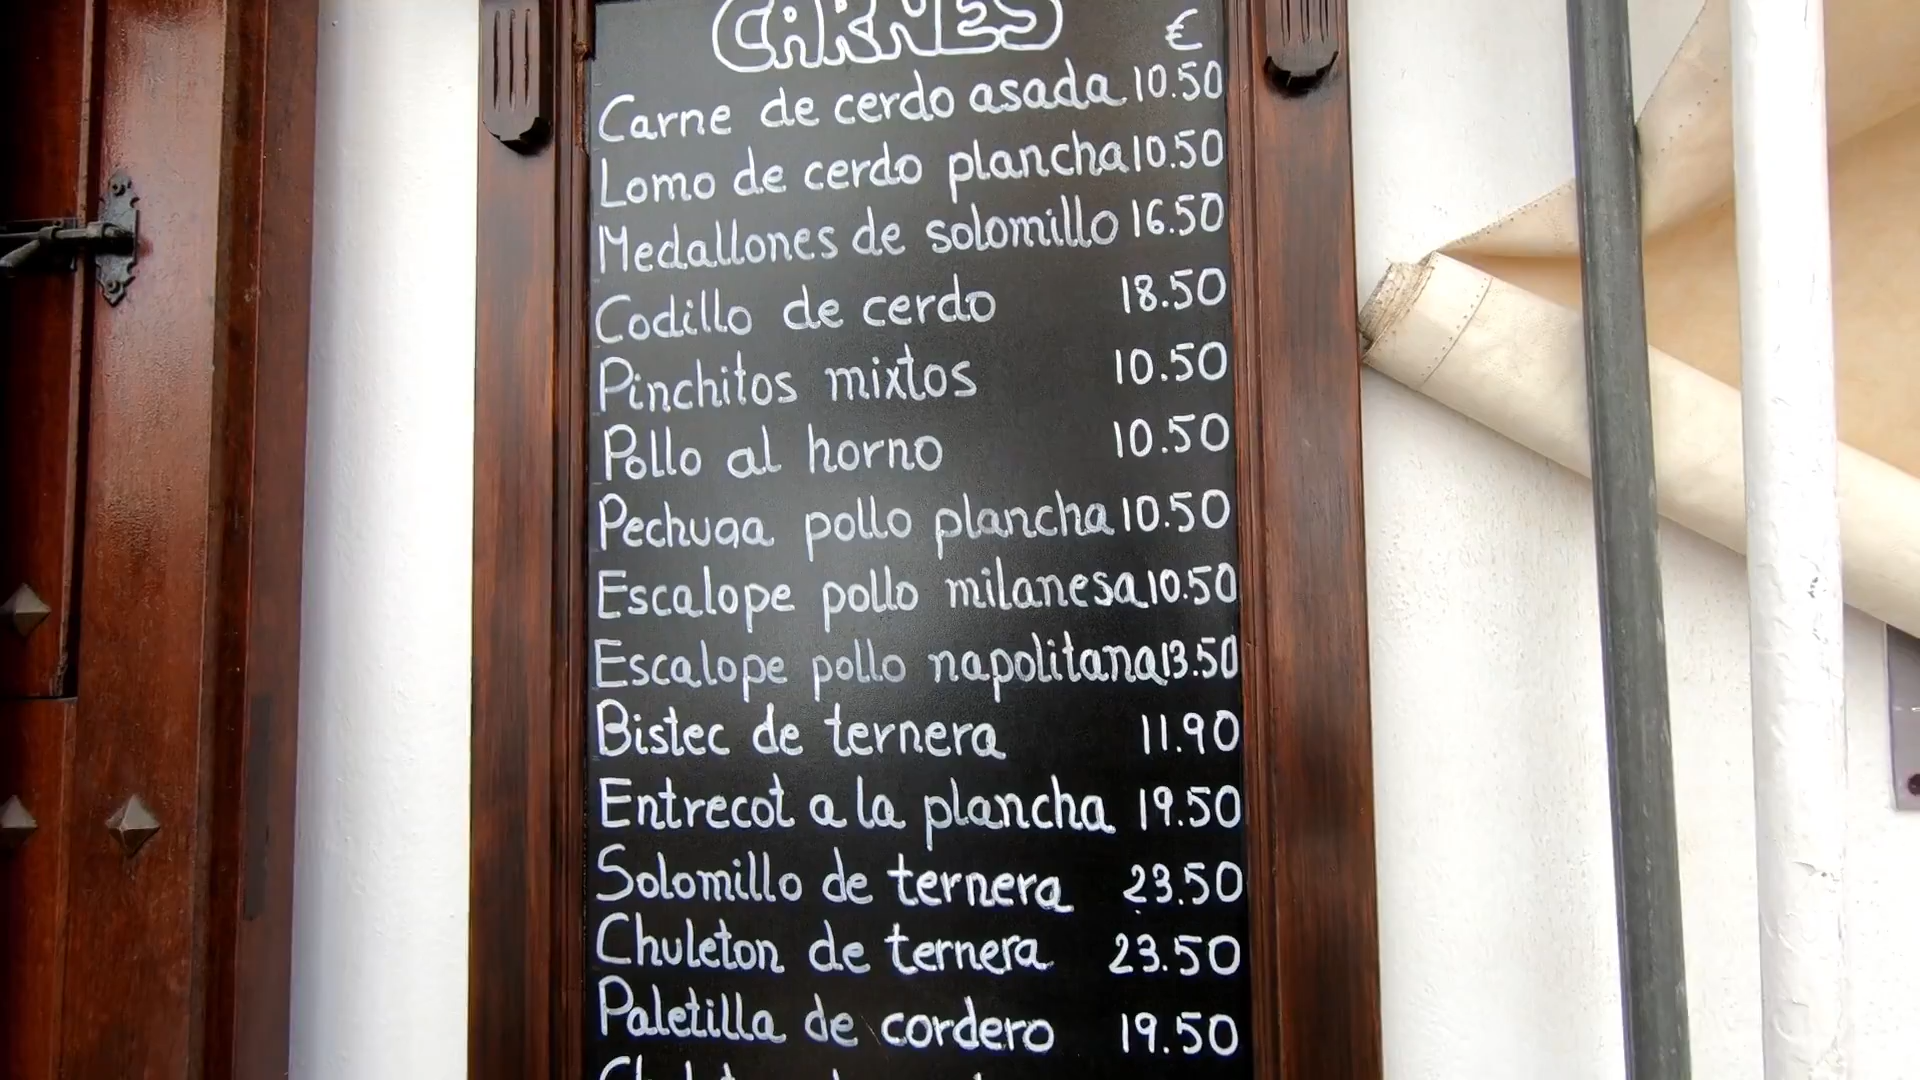 CARNES
€
Carne de cerdo asada 10.50
Lomo de cerdo plancha 10.50
Medallones de solomillo 16.50
Codillo de cerdo 18.50
Pinchitos mixtos 10.50
Pollo al horno 10.50
Pechuga pollo plancha 10.50
Escalope pollo milanesa 10.50
Escalope pollo napolitana 13.50
Bistec de ternera 11.90
Entrecot a la plancha 19.50
Solomillo de ternera 23.50
Chuleton de ternera 23.50
Paletilla de cordero 19.50